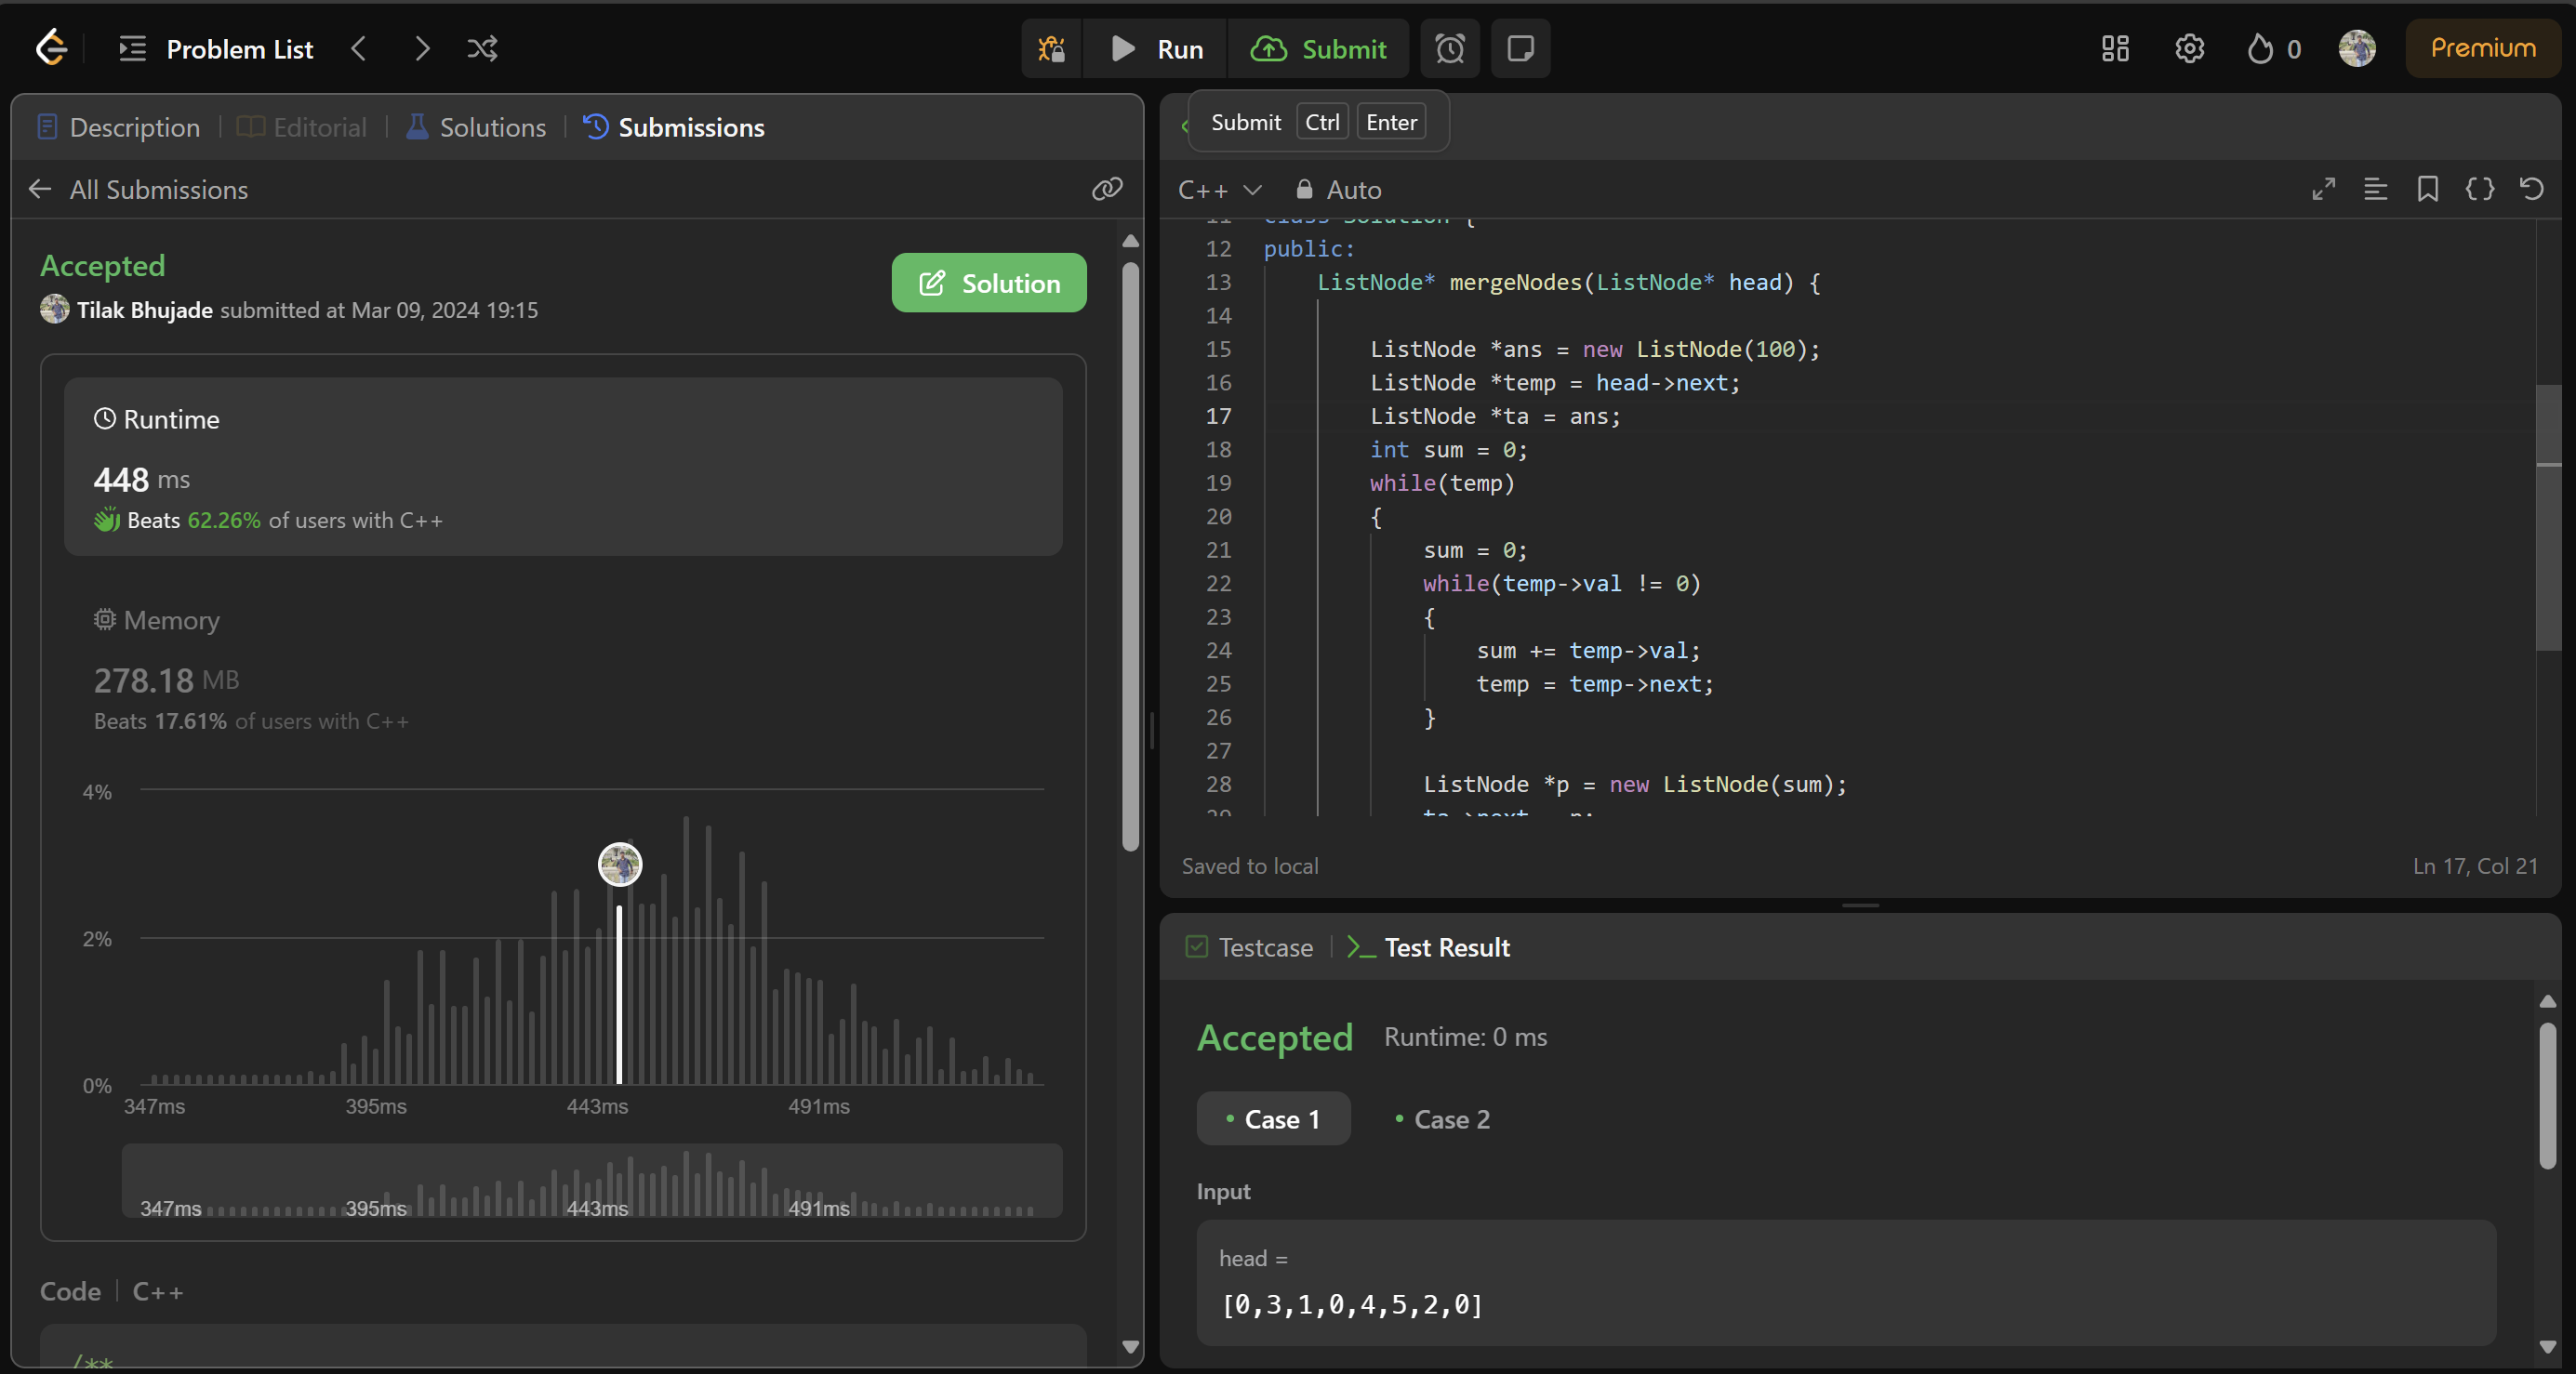 Problem List
Run
Submit
0
Premium
Description
Editorial
Solutions
Submissions
Submit Ctrl Enter
All Submissions
C++
Auto
Accepted
Tilak Bhujade submitted at Mar 09, 2024 19:15
Solution
Runtime
448 ms
Beats 62.26% of users with C++
Memory
278.18 MB
Beats 17.61% of users with C++
4%
2%
0%
347ms 395ms 443ms 491ms
347ms 395ms 443ms 491ms
Code | C++
/**
11 class Solution {
12 public:
13 ListNode* mergeNodes(ListNode* head) {
14
15 ListNode *ans = new ListNode(100);
16 ListNode *temp = head->next;
17 ListNode *ta = ans;
18 int sum = 0;
19 while(temp)
20 {
21 sum = 0;
22 while(temp->val != 0)
23 {
24 sum += temp->val;
25 temp = temp->next;
26 }
27
28 ListNode *p = new ListNode(sum);
29 ta->next = p;
Saved to local
Ln 17, Col 21
Testcase
>_ Test Result
Accepted Runtime: 0 ms
• Case 1 • Case 2
Input
head =
[0,3,1,0,4,5,2,0]